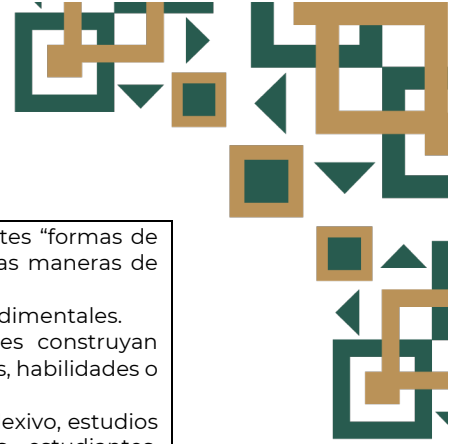 tes “formas de
as maneras de
dimentales.
es construyan
s, habilidades o
exivo, estudios